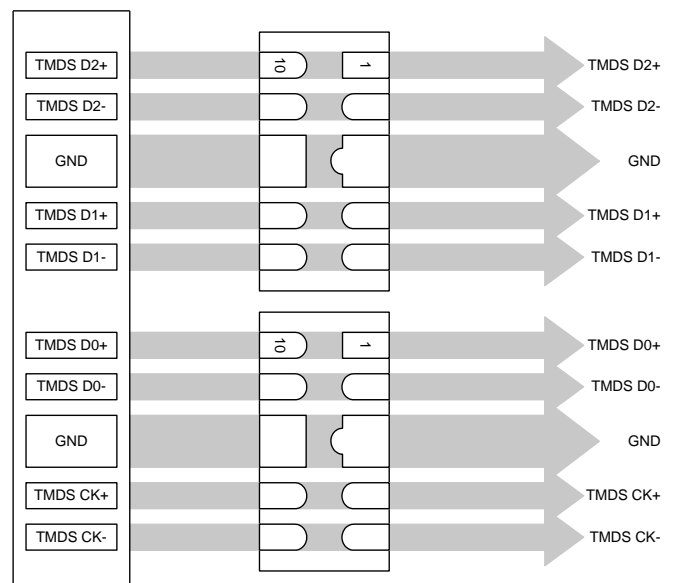 TMDS D2+ 10 1 TMDS D2+
TMDS D2- TMDS D2-
GND GND
TMDS D1+ TMDS D1+
TMDS D1- TMDS D1-
TMDS D0+ 10 1 TMDS D0+
TMDS D0- TMDS D0-
GND GND
TMDS CK+ TMDS CK+
TMDS CK- TMDS CK-